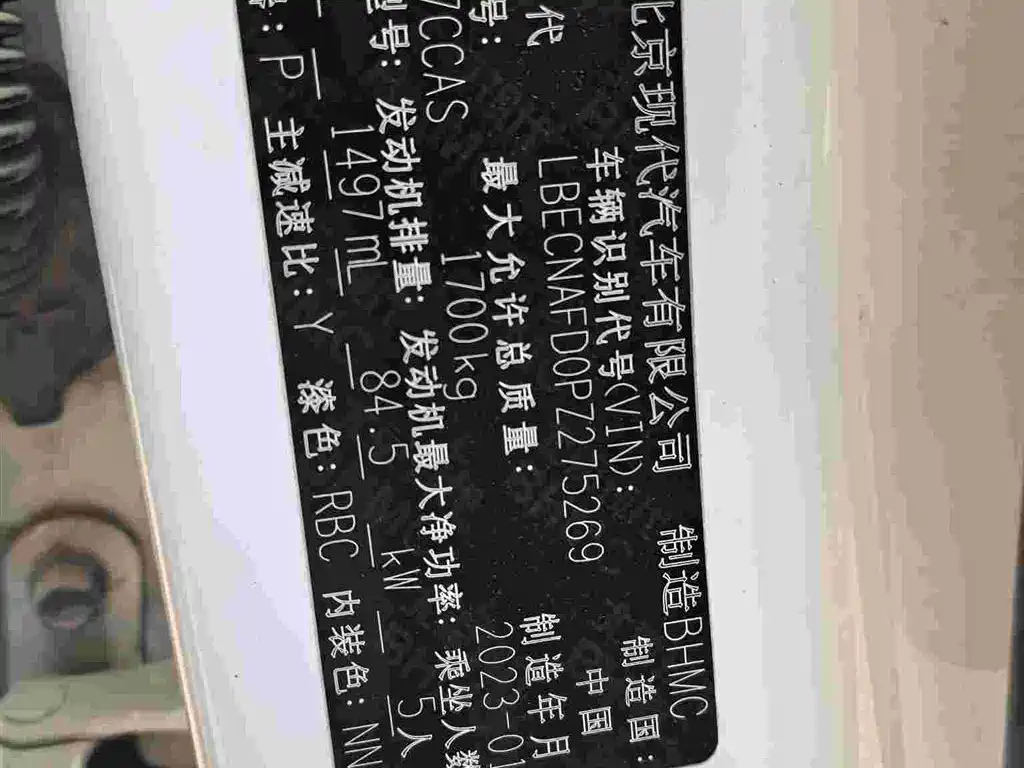 北京现代汽车有限公司 制造BHMC
车辆识别代号(VIN): 制造国:
代 LBECNAFD0PZ275269 中国
号: 最大允许总质量: 制造年月
7CCAS 1700kg 2023-01
型号: 发动机排量: 发动机最大净功率: 乘坐人数
1497mL 84.5 kW 5人
号: P 主减速比: Y 漆色: RBC 内装色: NN